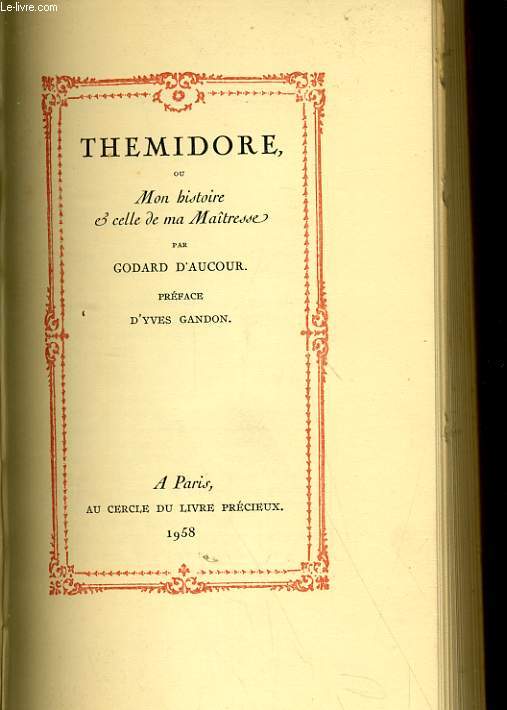 Le-livre.com
THEMIDORE,
OU
Mon histoire
& celle de ma Maîtresse
PAR
GODARD D'AUCOUR.
PRÉFACE
D'YVES GANDON.
A Paris,
AU CERCLE DU LIVRE PRÉCIEUX.
1958